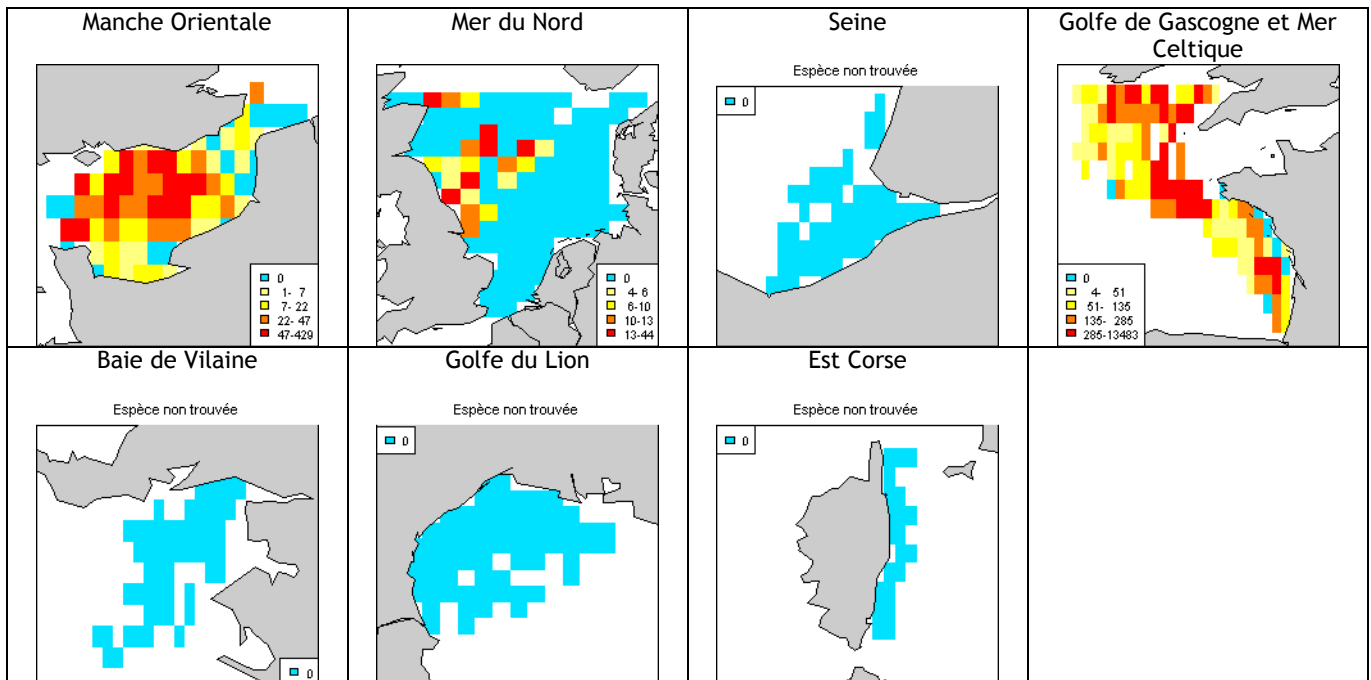 Manche Orientale
0
1- 7
7- 22
22- 47
47-429
Mer du Nord
0
4- 6
6-10
10-13
13-44
Seine
Espèce non trouvée
0
Golfe de Gascogne et Mer
Celtique
0
4- 51
51- 135
135- 285
285-13483
Baie de Vilaine
Espèce non trouvée
0
Golfe du Lion
Espèce non trouvée
0
Est Corse
Espèce non trouvée
0